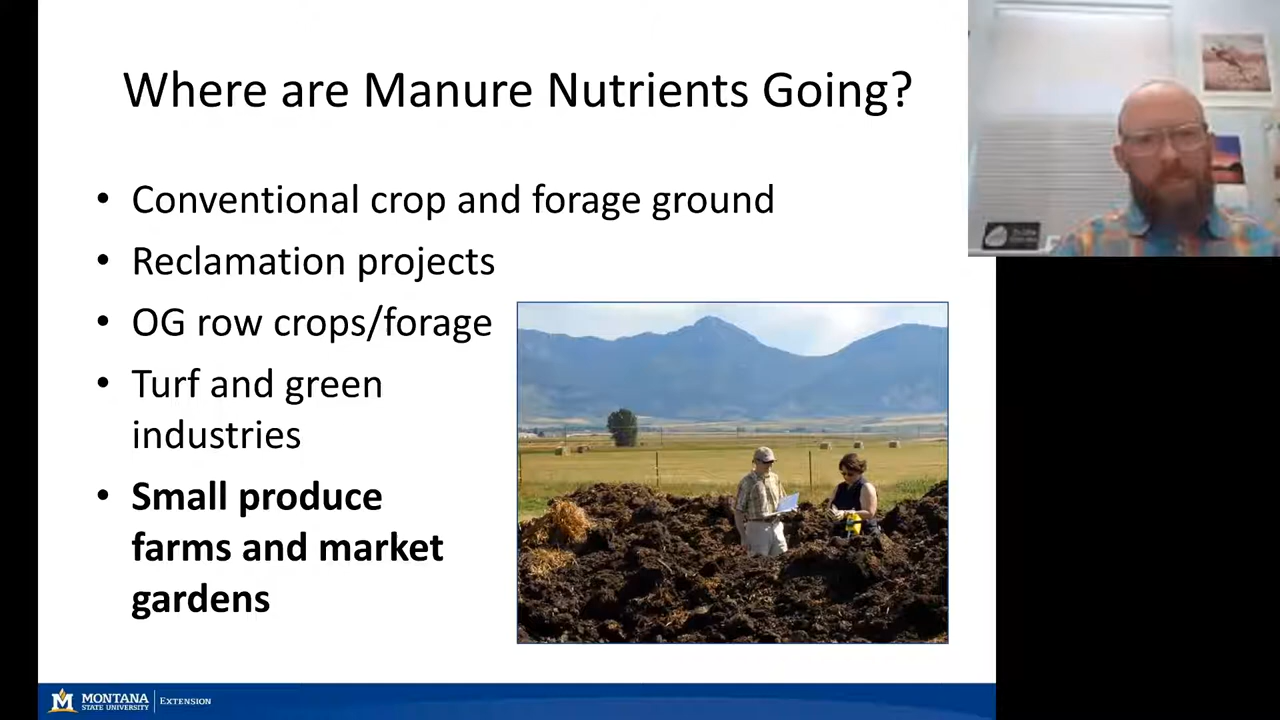 Where are Manure Nutrients Going?
• Conventional crop and forage ground
• Reclamation projects
• OG row crops/forage
• Turf and green
industries
• Small produce
farms and market
gardens
MONTANA
STATE UNIVERSITY
EXTENSION